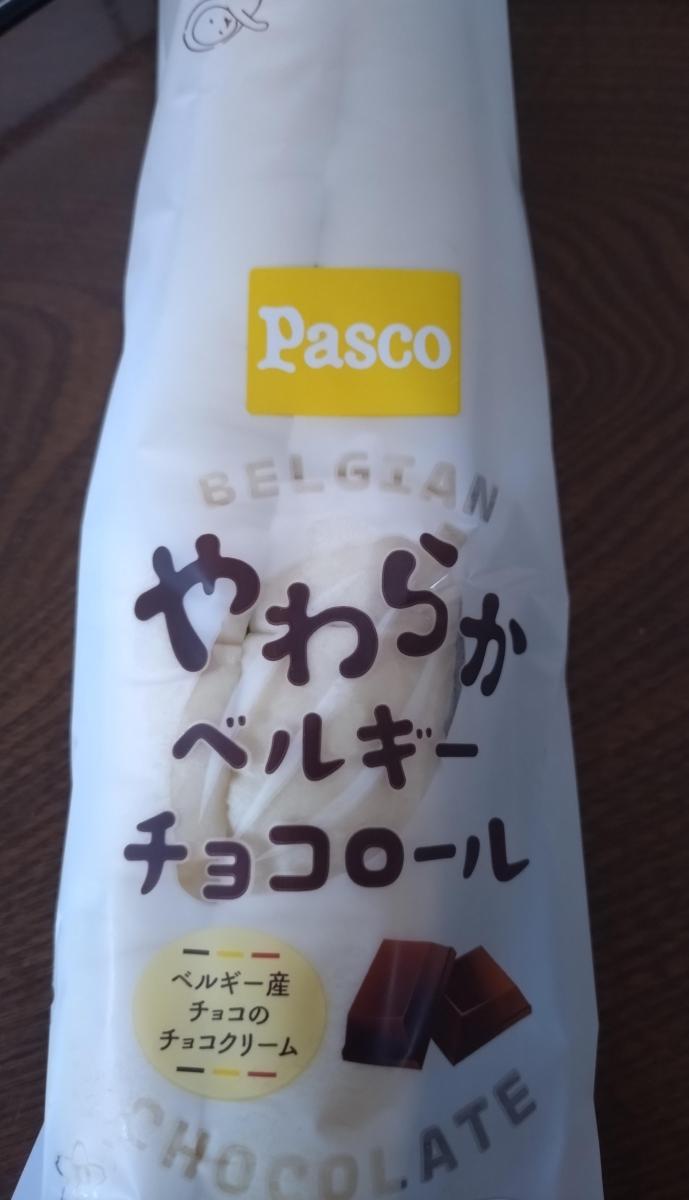 Pasco
BELGIAN
やわらか
ベルギー
チョコロール
ベルギー産
チョコの
チョコクリーム
CHOCOLATE